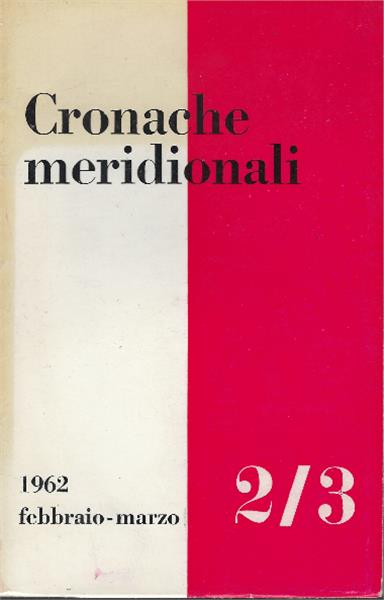 Cronache
meridionali
1962
febbraio-marzo
2/3